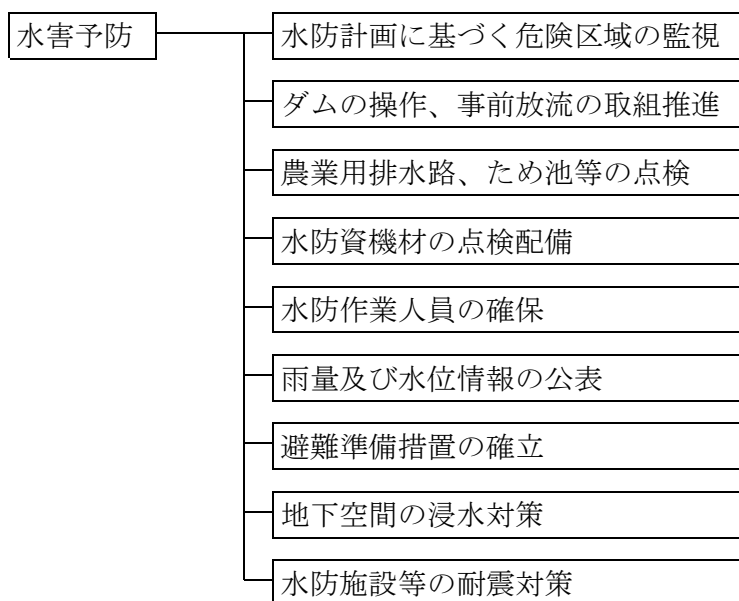 水害予防
水防計画に基づく危険区域の監視
ダムの操作、事前放流の取組推進
農業用排水路、ため池等の点検
水防資機材の点検配備
水防作業人員の確保
雨量及び水位情報の公表
避難準備措置の確立
地下空間の浸水対策
水防施設等の耐震対策